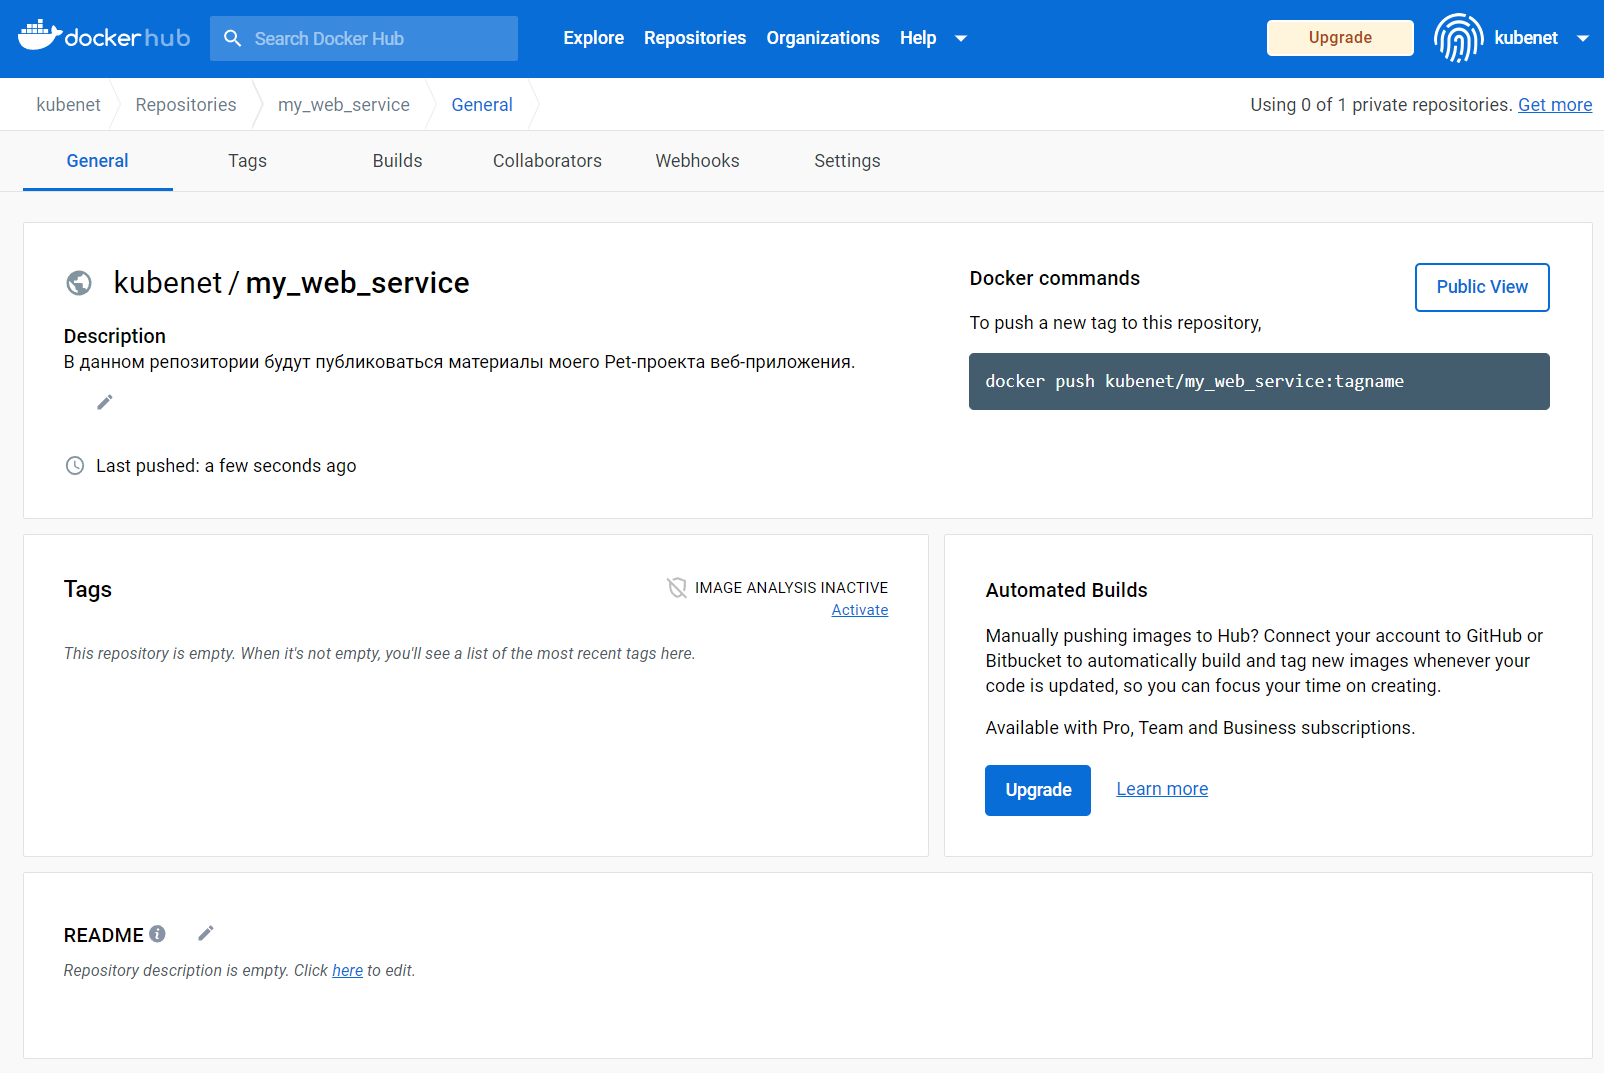 docker hub
Search Docker Hub
Explore Repositories Organizations Help
Upgrade
kubenet
kubenet Repositories my_web_service General
Using 0 of 1 private repositories. Get more
General Tags Builds Collaborators Webhooks Settings
kubenet / my_web_service
Description
В данном репозитории будут публиковаться материалы моего Pet-проекта веб-приложения.
Last pushed: a few seconds ago
Docker commands
Public View
To push a new tag to this repository,
docker push kubenet/my_web_service:tagname
Tags
IMAGE ANALYSIS INACTIVE
Activate
This repository is empty. When it's not empty, you'll see a list of the most recent tags here.
Automated Builds
Manually pushing images to Hub? Connect your account to GitHub or
Bitbucket to automatically build and tag new images whenever your
code is updated, so you can focus your time on creating.
Available with Pro, Team and Business subscriptions.
Upgrade Learn more
README
Repository description is empty. Click here to edit.